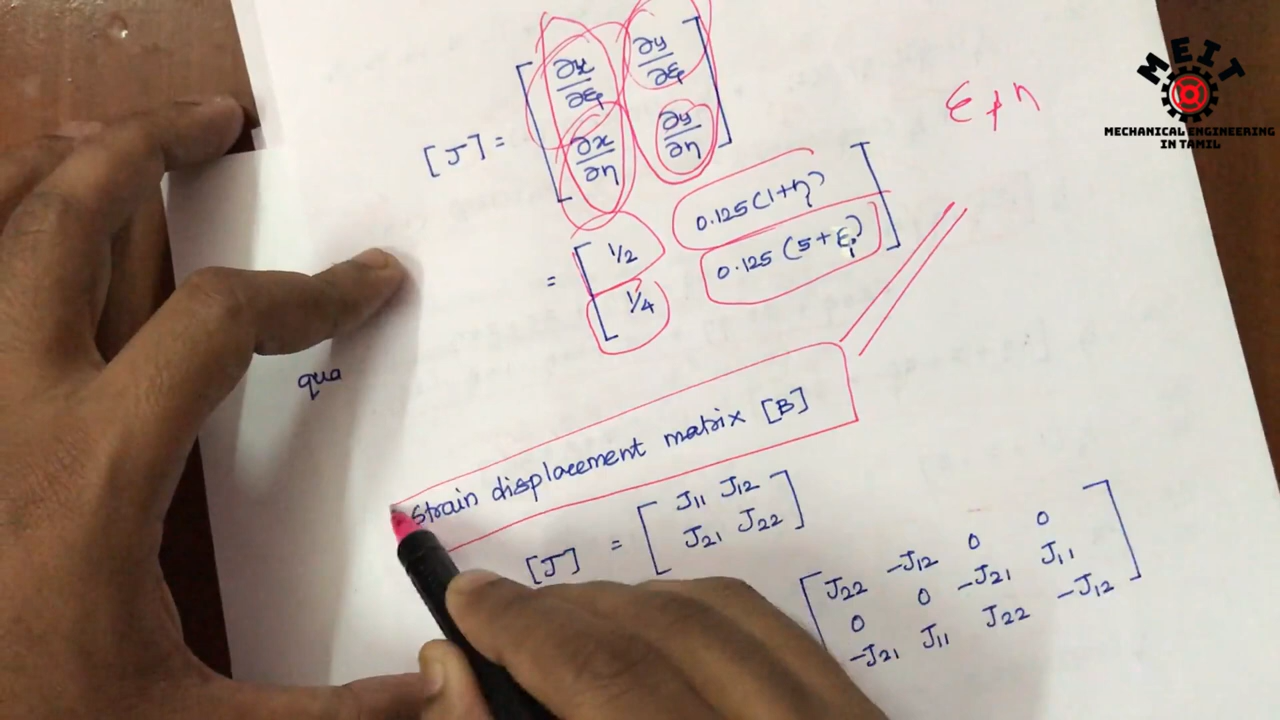 MEIT
MECHANICAL ENGINEERING
IN TAMIL
ε, η
[J] = [ ∂x/∂ε ∂y/∂ε
∂x/∂η ∂y/∂η ]
= [ 1/2 0.125(1+η)
1/4 0.125(5+ε) ]
qua
Strain displacement matrix [B]
[J] = [ J11 J12
J21 J22 ]
[ J22 -J12 0 0
0 0 -J21 J11
-J21 J11 J22 -J12 ]